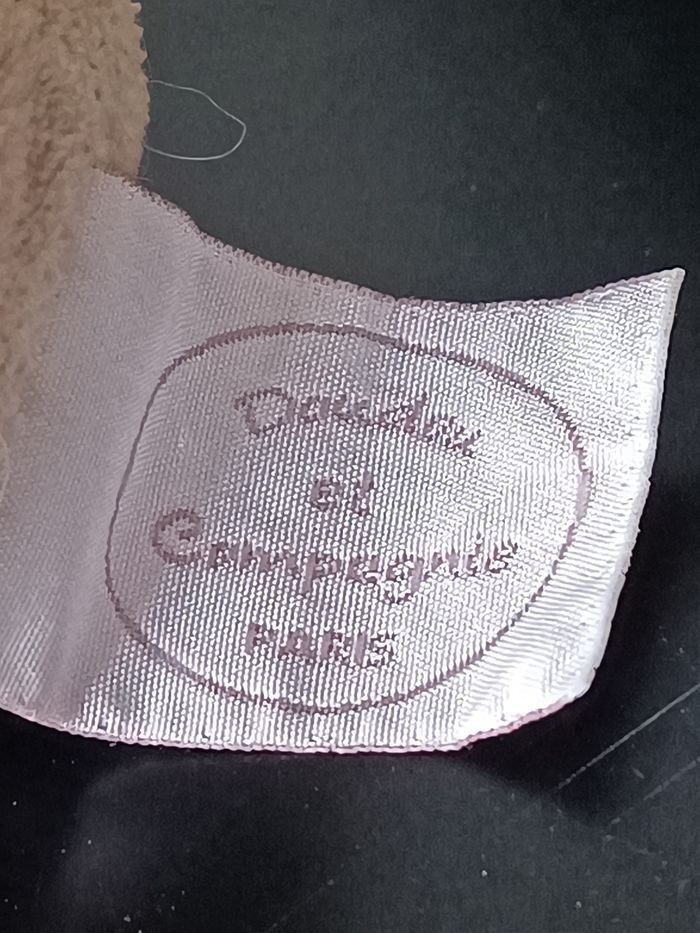 Doudou
et
Compagnie
PARIS